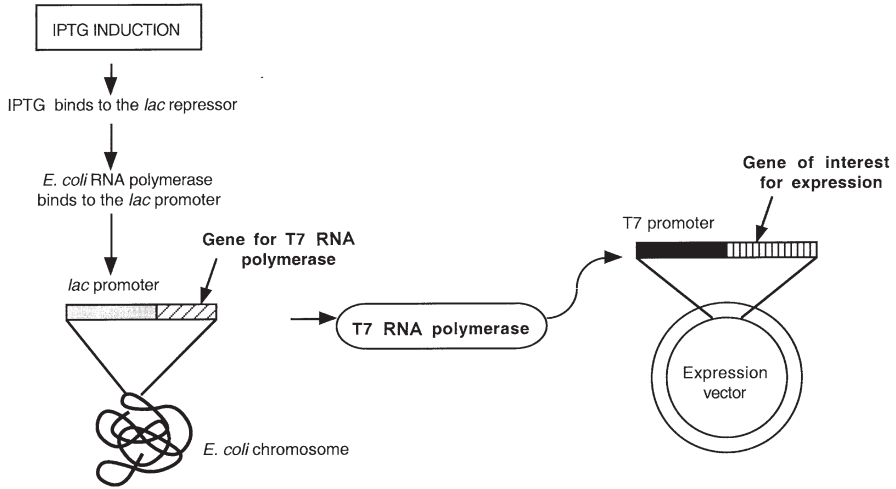 IPTG INDUCTION
IPTG binds to the lac repressor
E. coli RNA polymerase
binds to the lac promoter
Gene for T7 RNA
polymerase
lac promoter
E. coli chromosome
T7 RNA polymerase
Gene of interest
for expression
T7 promoter
Expression
vector